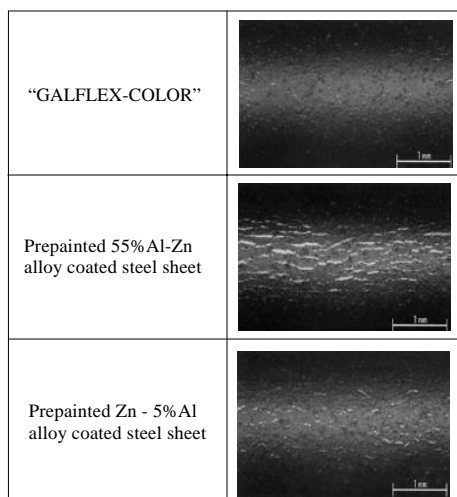 “GALFLEX-COLOR”
1mm
Prepainted 55%Al-Zn
alloy coated steel sheet
1mm
Prepainted Zn - 5%Al
alloy coated steel sheet
1mm